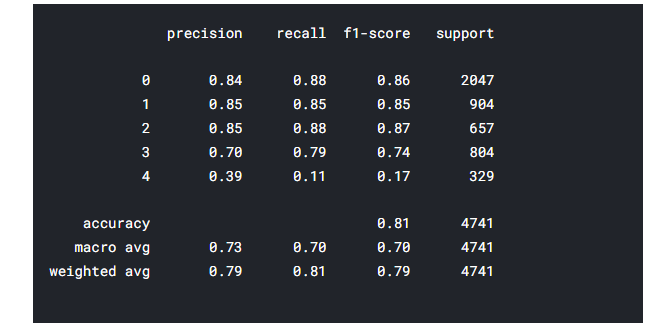 precision recall f1-score support
0 0.84 0.88 0.86 2047
1 0.85 0.85 0.85 904
2 0.85 0.88 0.87 657
3 0.70 0.79 0.74 804
4 0.39 0.11 0.17 329
accuracy 0.81 4741
macro avg 0.73 0.70 0.70 4741
weighted avg 0.79 0.81 0.79 4741